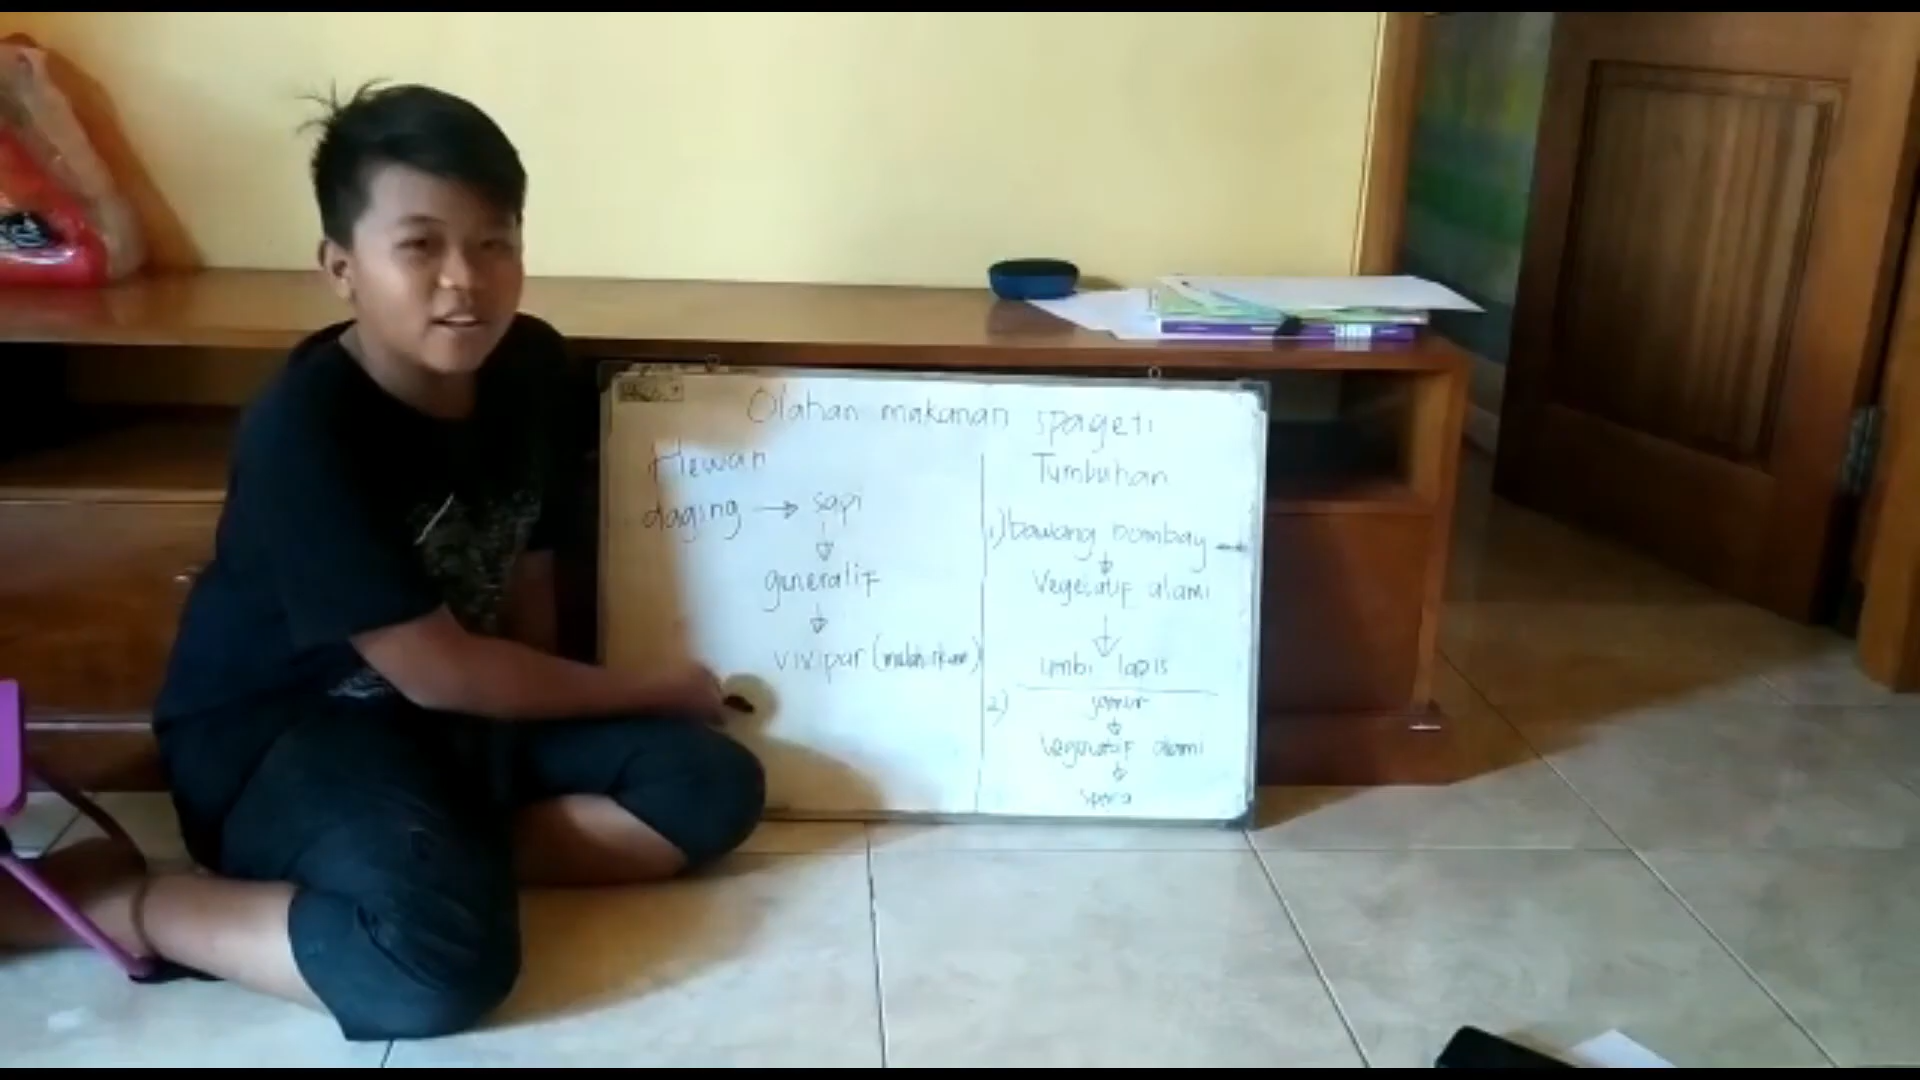 Olahan makanan spageti
Hewan
daging → sapi
↓
generatif
↓
vivipar (melahirkan)
Tumbuhan
1) bawang bombay →
↓
Vegetatif alami
↓
umbi lapis
2) jamur
↓
Vegetatif alami
↓
spora